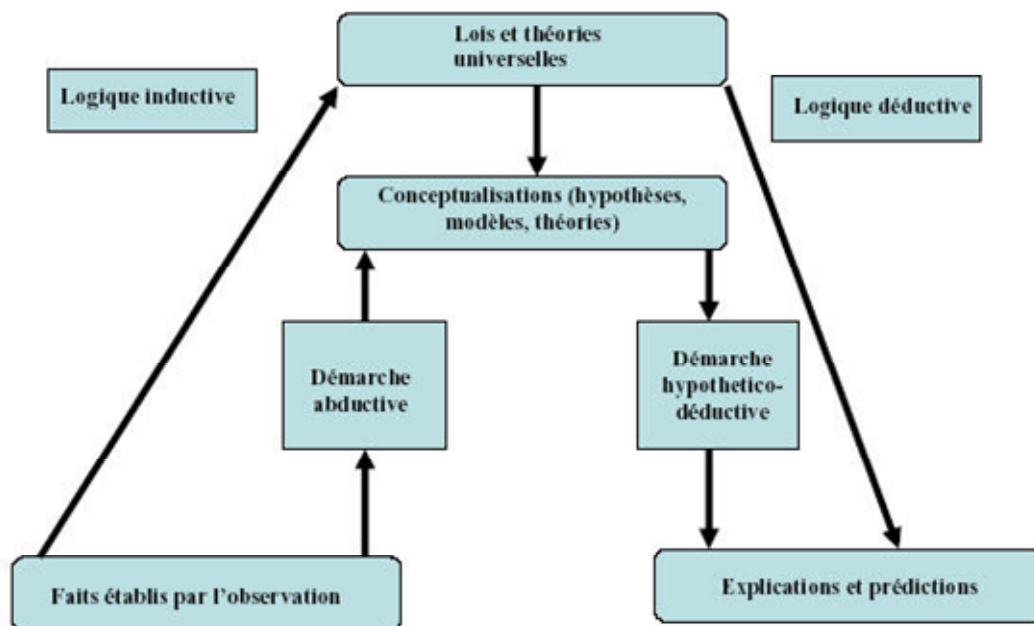 Lois et théories
universelles
Logique inductive
Logique déductive
Conceptualisations (hypothèses,
modèles, théories)
Démarche
abductive
Démarche
hypothetico-
déductive
Faits établis par l'observation
Explications et prédictions